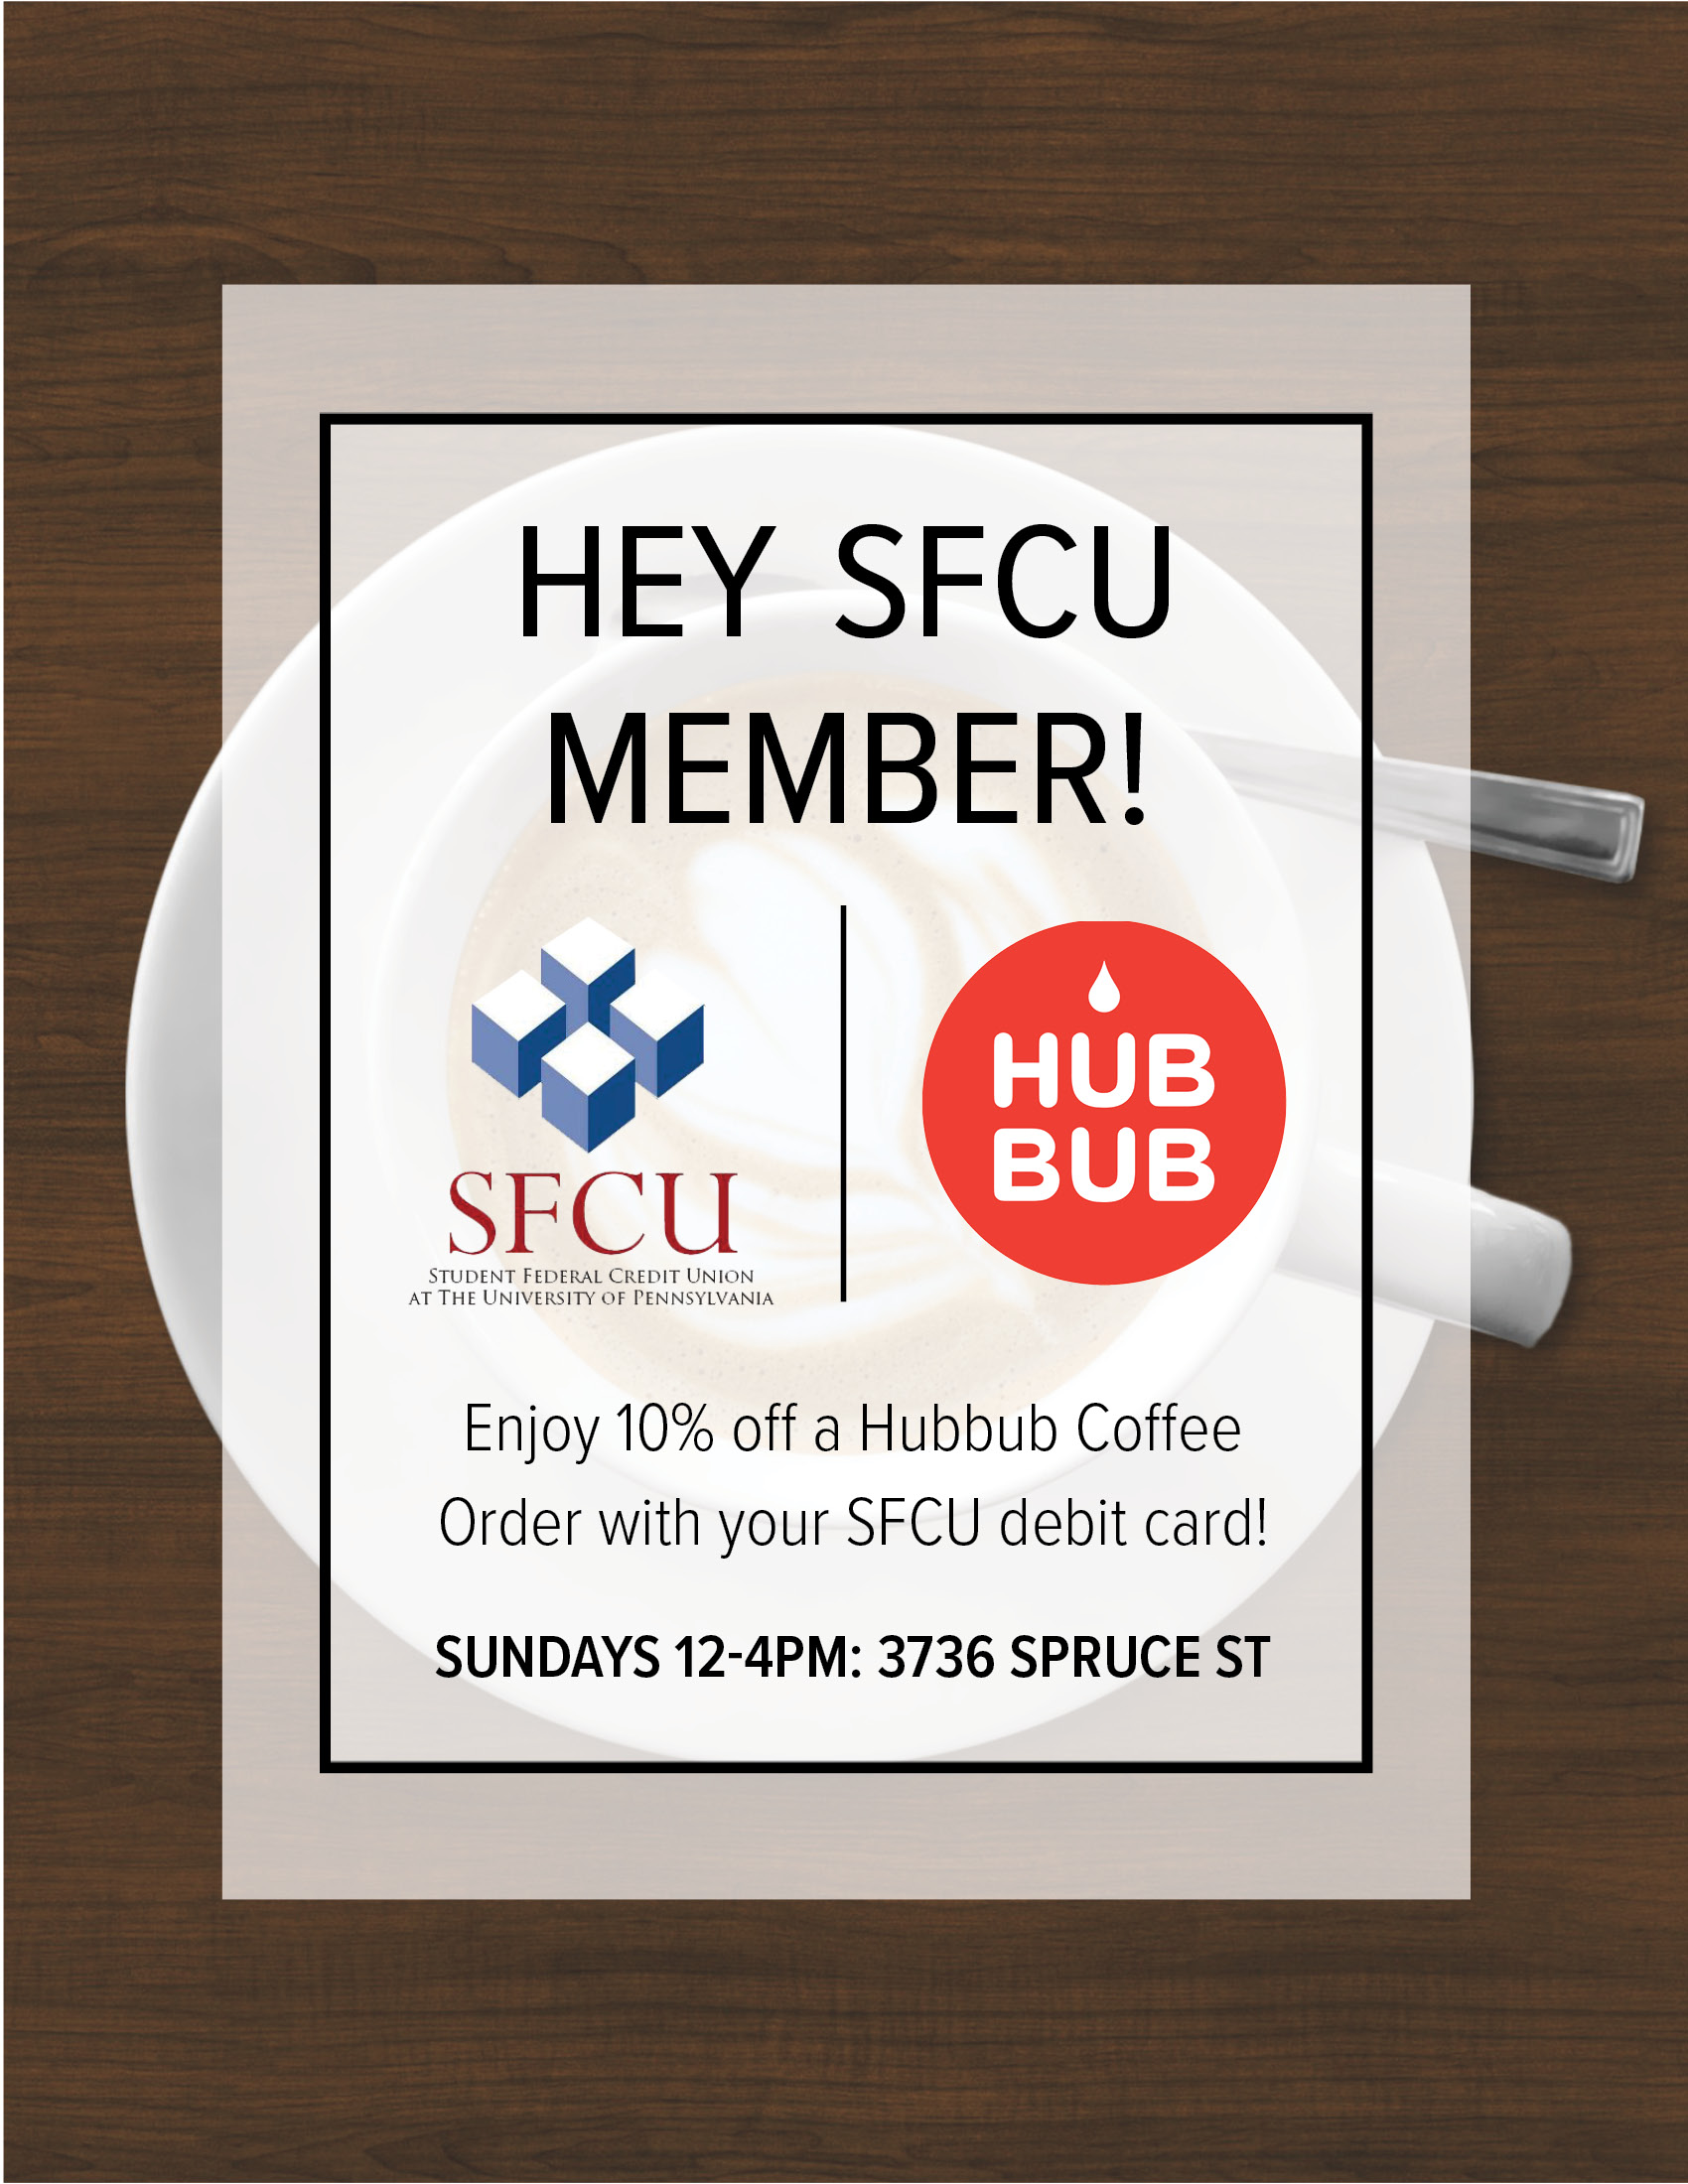 HEY SFCU
MEMBER!
SFCU
STUDENT FEDERAL CREDIT UNION
AT THE UNIVERSITY OF PENNSYLVANIA
HUB
BUB
Enjoy 10% off a Hubbub Coffee
Order with your SFCU debit card!
SUNDAYS 12-4PM: 3736 SPRUCE ST